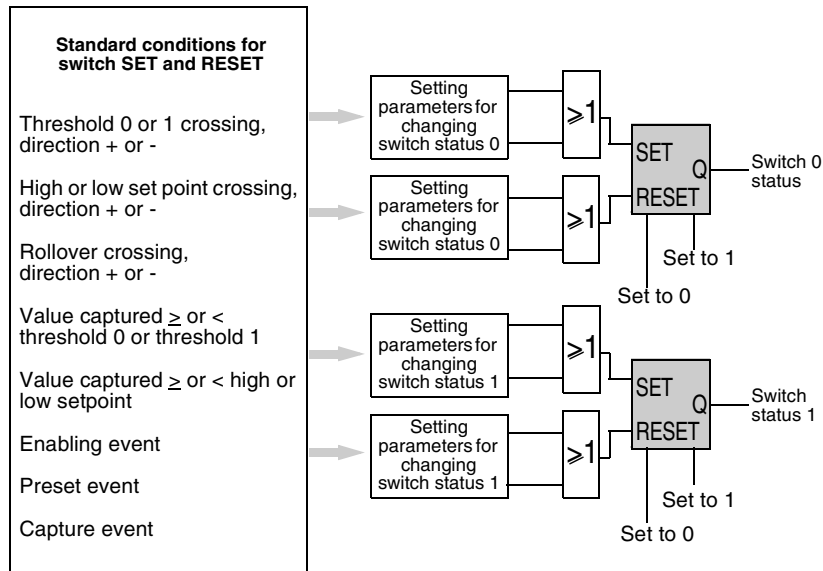 Standard conditions for
switch SET and RESET
Threshold 0 or 1 crossing,
direction + or -
High or low set point crossing,
direction + or -
Rollover crossing,
direction + or -
Value captured ≥ or <
threshold 0 or threshold 1
Value captured ≥ or < high or
low setpoint
Enabling event
Preset event
Capture event
Setting
parameters for
changing
switch status 0
⩾1
Setting
parameters for
changing
switch status 0
⩾1
SET
Q
RESET
Switch 0
status
Set to 1
Set to 0
Setting
parameters for
changing
switch status 1
⩾1
Setting
parameters for
changing
switch status 1
⩾1
SET
Q
RESET
Switch
status 1
Set to 1
Set to 0